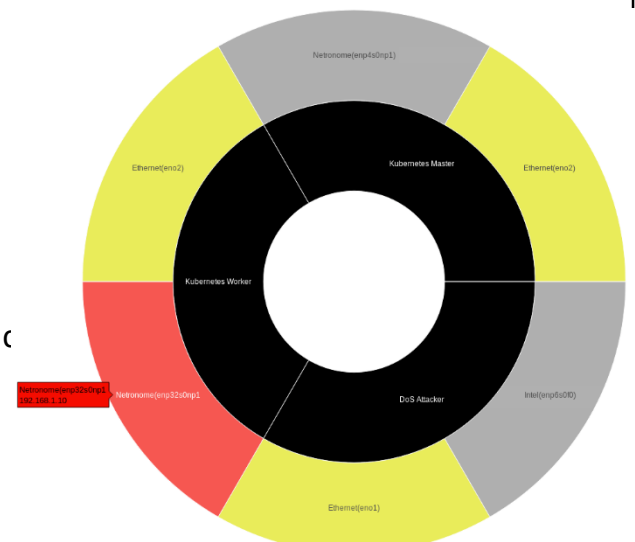 Netronome(enp4s0np1)
Kubernetes Master
Ethernet(eno2)
Ethernet(eno2)
Kubernetes Worker
Netronome(enp32s0np1
192.168.1.10
Netronome(enp32s0np1
DoS Attacker
Intel(enp6s0f0)
Ethernet(eno1)